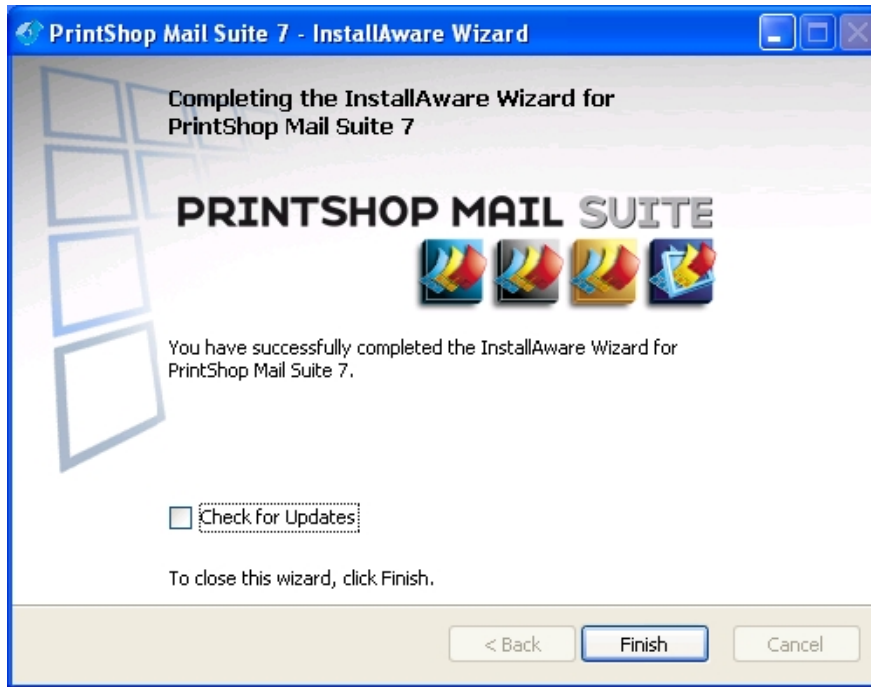 PrintShop Mail Suite 7 - InstallAware Wizard
Completing the InstallAware Wizard for
PrintShop Mail Suite 7
PRINTSHOP MAIL SUITE
You have successfully completed the InstallAware Wizard for
PrintShop Mail Suite 7.
Check for Updates
To close this wizard, click Finish.
< Back Finish Cancel